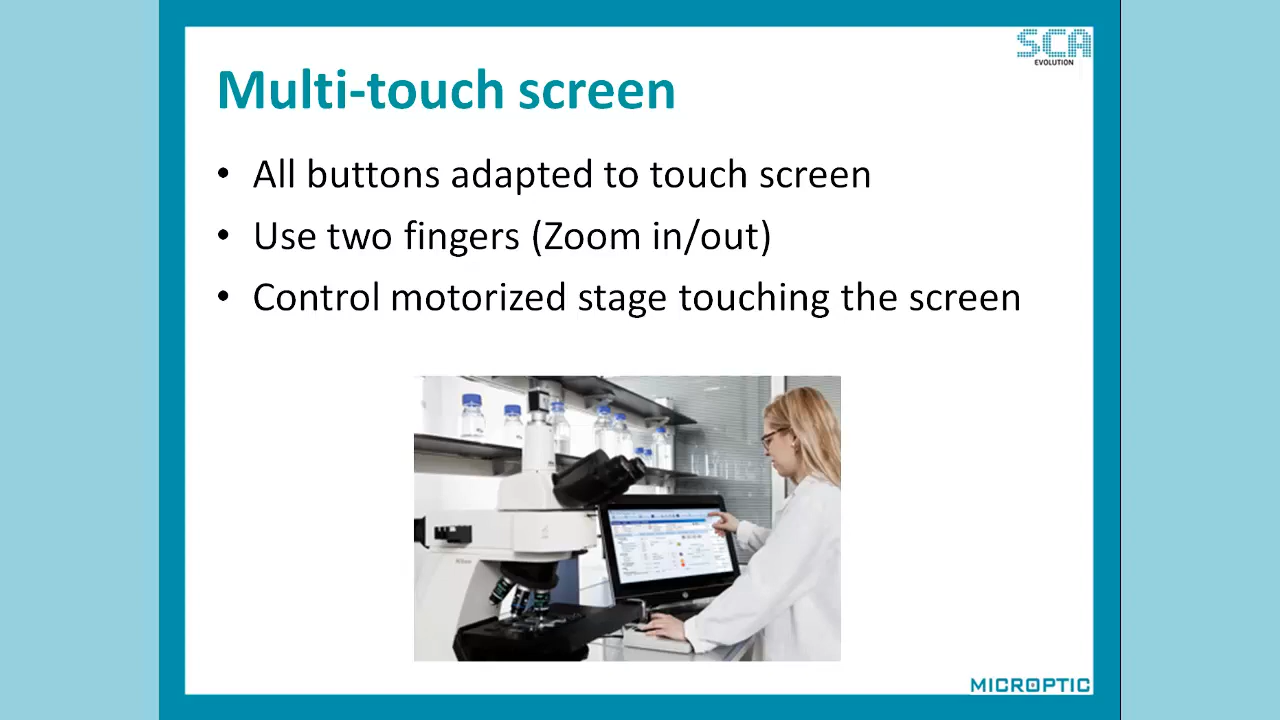 SCA
EVOLUTION
Multi-touch screen
• All buttons adapted to touch screen
• Use two fingers (Zoom in/out)
• Control motorized stage touching the screen
Nikon
MICROPTIC